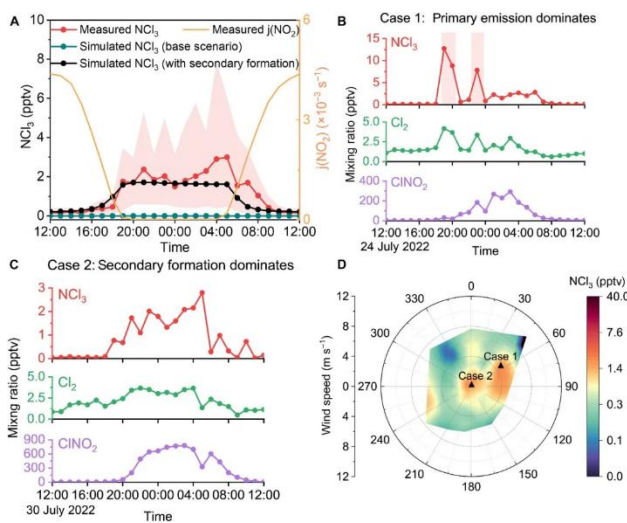 A
Measured NCl₃
Measured j(NO₂)
Simulated NCl₃ (base scenario)
Simulated NCl₃ (with secondary formation)
NCl₃ (pptv)
10
8
6
4
2
0
j(NO₂) (×10⁻³ s⁻¹)
6
5
4
3
2
1
0
12:00 16:00 20:00 00:00 04:00 08:00 12:00
Time
B Case 1: Primary emission dominates
NCl₃
15
10
5
0
Cl₂
5.0
2.5
0.0
ClNO₂
400
200
0
Mixing ratio (pptv)
12:00 16:00 20:00 00:00 04:00 08:00 12:00
24 July 2022
Time
C Case 2: Secondary formation dominates
NCl₃
3
2
1
0
Cl₂
5.0
2.5
0.0
ClNO₂
900
600
300
0
Mixng ratio (pptv)
12:00 16:00 20:00 00:00 04:00 08:00 12:00
30 July 2022
Time
D
NCl₃ (pptv)
40.0
7.6
1.4
0.3
0.1
0.0
Wind speed (m s⁻¹)
12
8
4
0
4
8
12
0
30
60
90
120
150
180
210
240
270
300
330
Case 1
Case 2